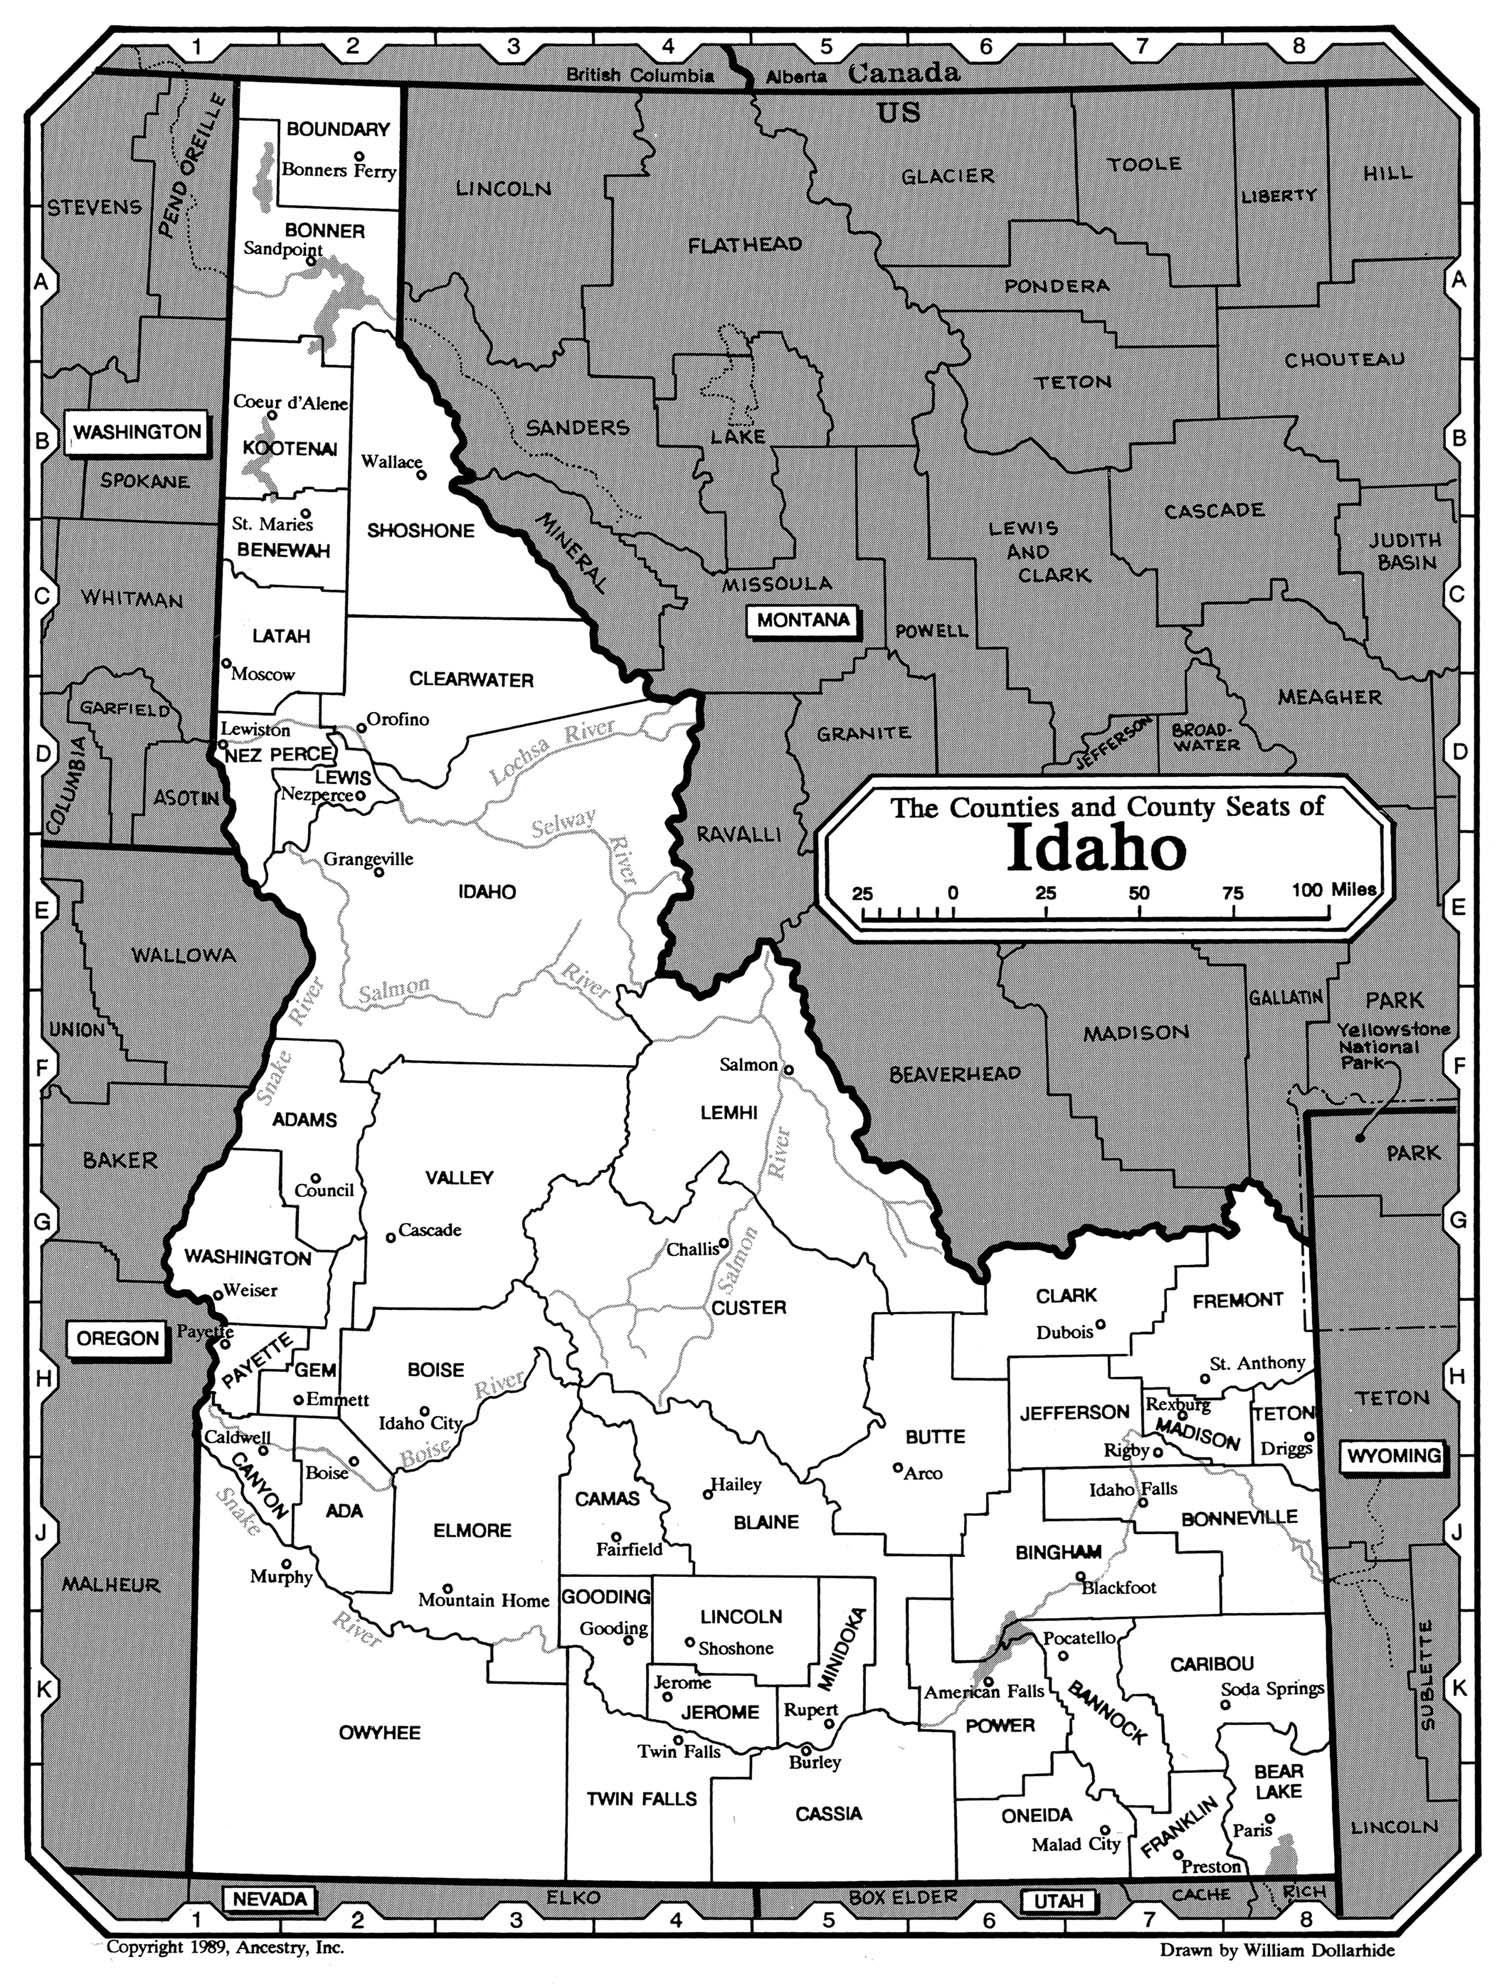 1 2 3 4 5 6 7 8
British Columbia
Alberta
Canada
US
BOUNDARY
Bonners Ferry
PEND OREILLE
STEVENS
LINCOLN
GLACIER
TOOLE
LIBERTY
HILL
BONNER
Sandpoint
FLATHEAD
A
PONDERA
A
CHOUTEAU
TETON
Coeur d'Alene
KOOTENAI
B
WASHINGTON
SPOKANE
Wallace
SANDERS
LAKE
B
St. Maries
BENEWAH
SHOSHONE
MINERAL
LEWIS
AND
CLARK
CASCADE
JUDITH
BASIN
C
WHITMAN
MISSOULA
MONTANA
POWELL
C
LATAH
Moscow
CLEARWATER
GARFIELD
Orofino
MEAGHER
Lewiston
NEZ PERCE
Lochsa River
GRANITE
JEFFERSON
BROAD-
WATER
D
COLUMBIA
ASOTIN
LEWIS
Nezperce
D
Selway
River
RAVALLI
The Counties and County Seats of
Idaho
25 0 25 50 75 100 Miles
Grangeville
IDAHO
E
E
WALLOWA
Salmon
River
River
UNION
GALLATIN
PARK
Yellowstone
National
Park
MADISON
F
Snake
Salmon
BEAVERHEAD
F
ADAMS
LEMHI
BAKER
River
PARK
VALLEY
Council
G
Cascade
Challis
Salmon
G
WASHINGTON
Weiser
CUSTER
CLARK
Dubois
FREMONT
OREGON
Payette
PAYETTE
GEM
Emmett
BOISE
River
Idaho City
St. Anthony
H
H
TETON
JEFFERSON
Rexburg
MADISON
TETON
Driggs
Rigby
WYOMING
Caldwell
CANYON
Boise
Boise
BUTTE
Arco
Snake
ADA
ELMORE
CAMAS
Fairfield
Hailey
BLAINE
Idaho Falls
BONNEVILLE
J
J
MALHEUR
Murphy
Mountain Home
BINGHAM
Blackfoot
River
GOODING
Gooding
LINCOLN
Shoshone
MINIDOKA
Pocatello
CARIBOU
Soda Springs
SUBLETTE
K
K
Jerome
JEROME
Rupert
American Falls
POWER
BANNOCK
OWYHEE
Twin Falls
Burley
TWIN FALLS
CASSIA
BEAR
LAKE
Paris
ONEIDA
Malad City
FRANKLIN
Preston
LINCOLN
NEVADA
ELKO
BOX ELDER
UTAH
CACHE
RICH
1 2 3 4 5 6 7 8
Copyright 1989, Ancestry, Inc.
Drawn by William Dollarhide